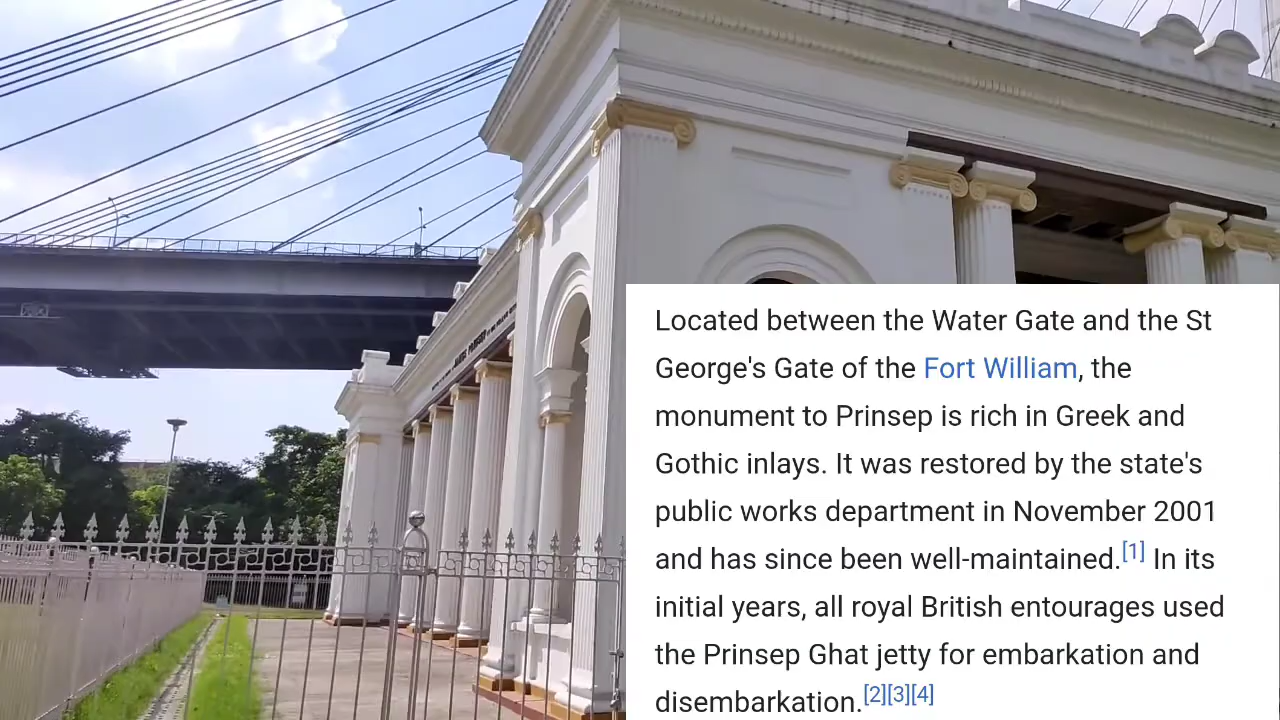 Located between the Water Gate and the St
George's Gate of the Fort William, the
monument to Prinsep is rich in Greek and
Gothic inlays. It was restored by the state's
public works department in November 2001
and has since been well-maintained.[1] In its
initial years, all royal British entourages used
the Prinsep Ghat jetty for embarkation and
disembarkation.[2][3][4]